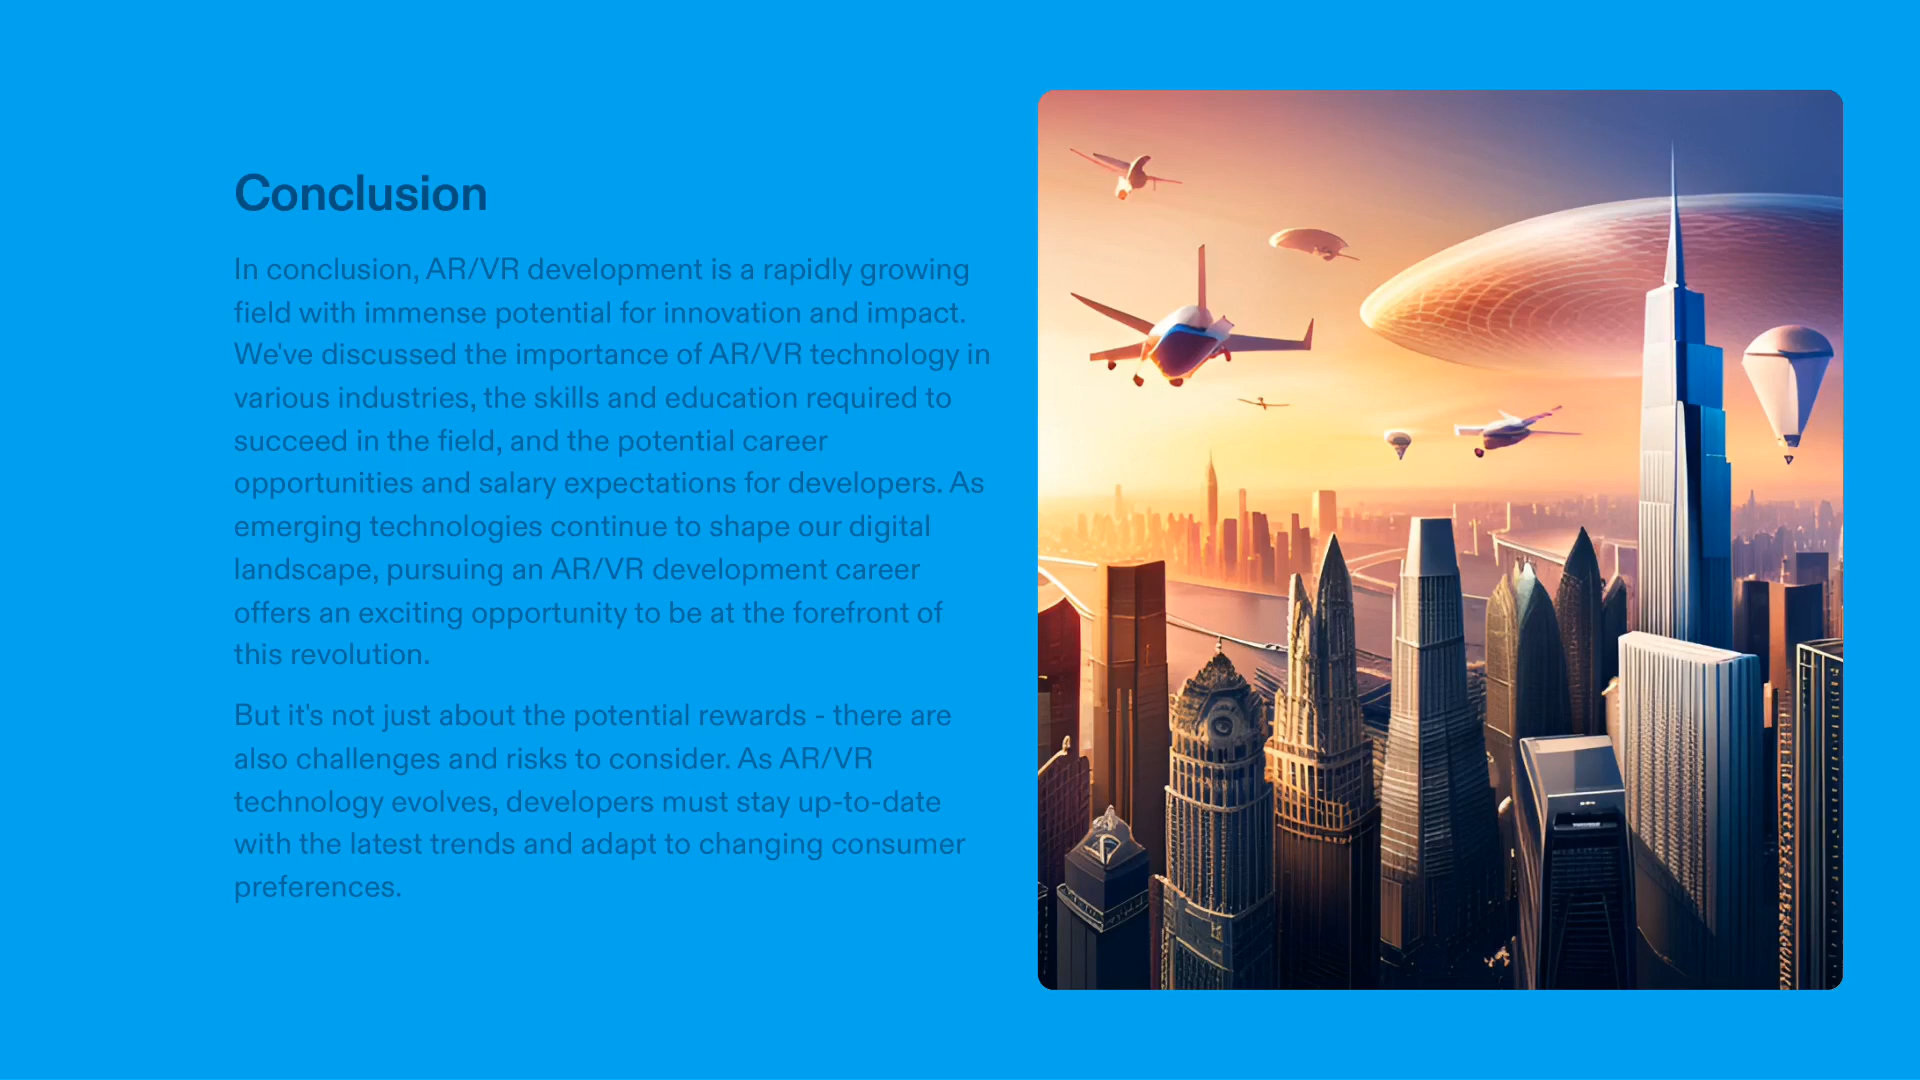 Conclusion
In conclusion, AR/VR development is a rapidly growing
field with immense potential for innovation and impact.
We've discussed the importance of AR/VR technology in
various industries, the skills and education required to
succeed in the field, and the potential career
opportunities and salary expectations for developers. As
emerging technologies continue to shape our digital
landscape, pursuing an AR/VR development career
offers an exciting opportunity to be at the forefront of
this revolution.
But it's not just about the potential rewards - there are
also challenges and risks to consider. As AR/VR
technology evolves, developers must stay up-to-date
with the latest trends and adapt to changing consumer
preferences.